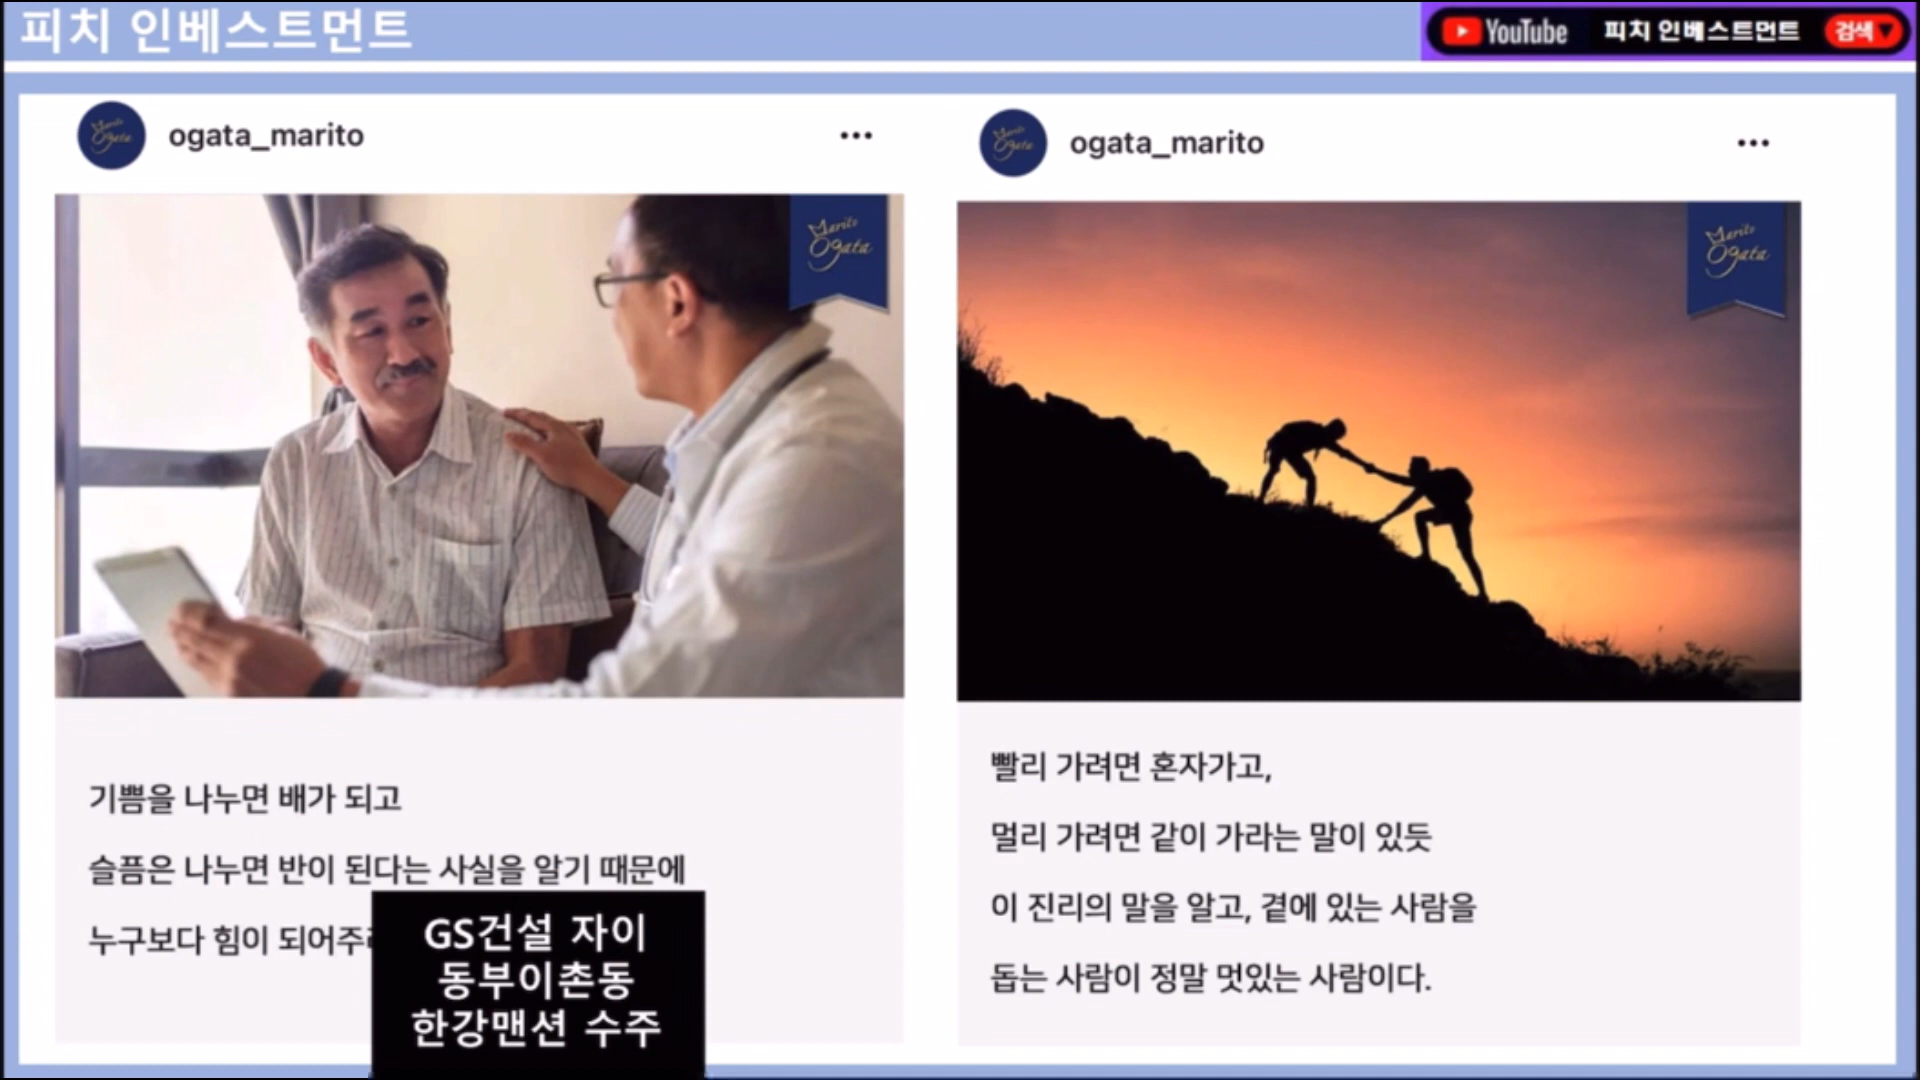 피치 인베스트먼트
YouTube 피치 인베스트먼트 검색
ogata_marito
Marito
Ogata
기쁨을 나누면 배가 되고
슬픔은 나누면 반이 된다는 사실을 알기 때문에
누구보다 힘이
GS건설 자이
동부이촌동
한강맨션 수주
ogata_marito
Marito
Ogata
빨리 가려면 혼자가고,
멀리 가려면 같이 가라는 말이 있듯
이 진리의 말을 알고, 곁에 있는 사람을
돕는 사람이 정말 멋있는 사람이다.